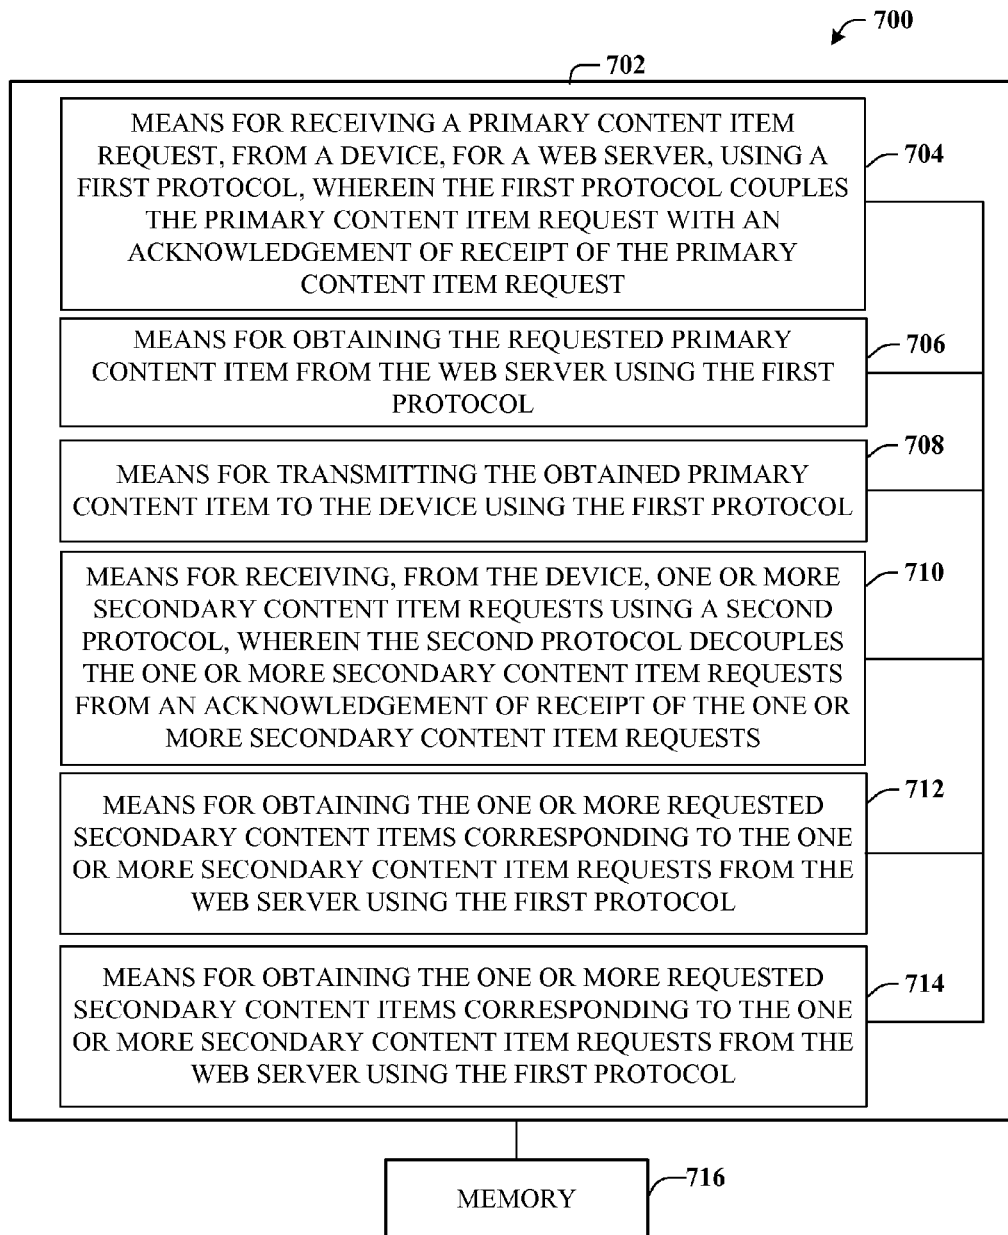 700
702
MEANS FOR RECEIVING A PRIMARY CONTENT ITEM
REQUEST, FROM A DEVICE, FOR A WEB SERVER, USING A
FIRST PROTOCOL, WHEREIN THE FIRST PROTOCOL COUPLES
THE PRIMARY CONTENT ITEM REQUEST WITH AN
ACKNOWLEDGEMENT OF RECEIPT OF THE PRIMARY
CONTENT ITEM REQUEST
704
MEANS FOR OBTAINING THE REQUESTED PRIMARY
CONTENT ITEM FROM THE WEB SERVER USING THE FIRST
PROTOCOL
706
MEANS FOR TRANSMITTING THE OBTAINED PRIMARY
CONTENT ITEM TO THE DEVICE USING THE FIRST PROTOCOL
708
MEANS FOR RECEIVING, FROM THE DEVICE, ONE OR MORE
SECONDARY CONTENT ITEM REQUESTS USING A SECOND
PROTOCOL, WHEREIN THE SECOND PROTOCOL DECOUPLES
THE ONE OR MORE SECONDARY CONTENT ITEM REQUESTS
FROM AN ACKNOWLEDGEMENT OF RECEIPT OF THE ONE OR
MORE SECONDARY CONTENT ITEM REQUESTS
710
MEANS FOR OBTAINING THE ONE OR MORE REQUESTED
SECONDARY CONTENT ITEMS CORRESPONDING TO THE ONE
OR MORE SECONDARY CONTENT ITEM REQUESTS FROM THE
WEB SERVER USING THE FIRST PROTOCOL
712
MEANS FOR OBTAINING THE ONE OR MORE REQUESTED
SECONDARY CONTENT ITEMS CORRESPONDING TO THE ONE
OR MORE SECONDARY CONTENT ITEM REQUESTS FROM THE
WEB SERVER USING THE FIRST PROTOCOL
714
MEMORY
716